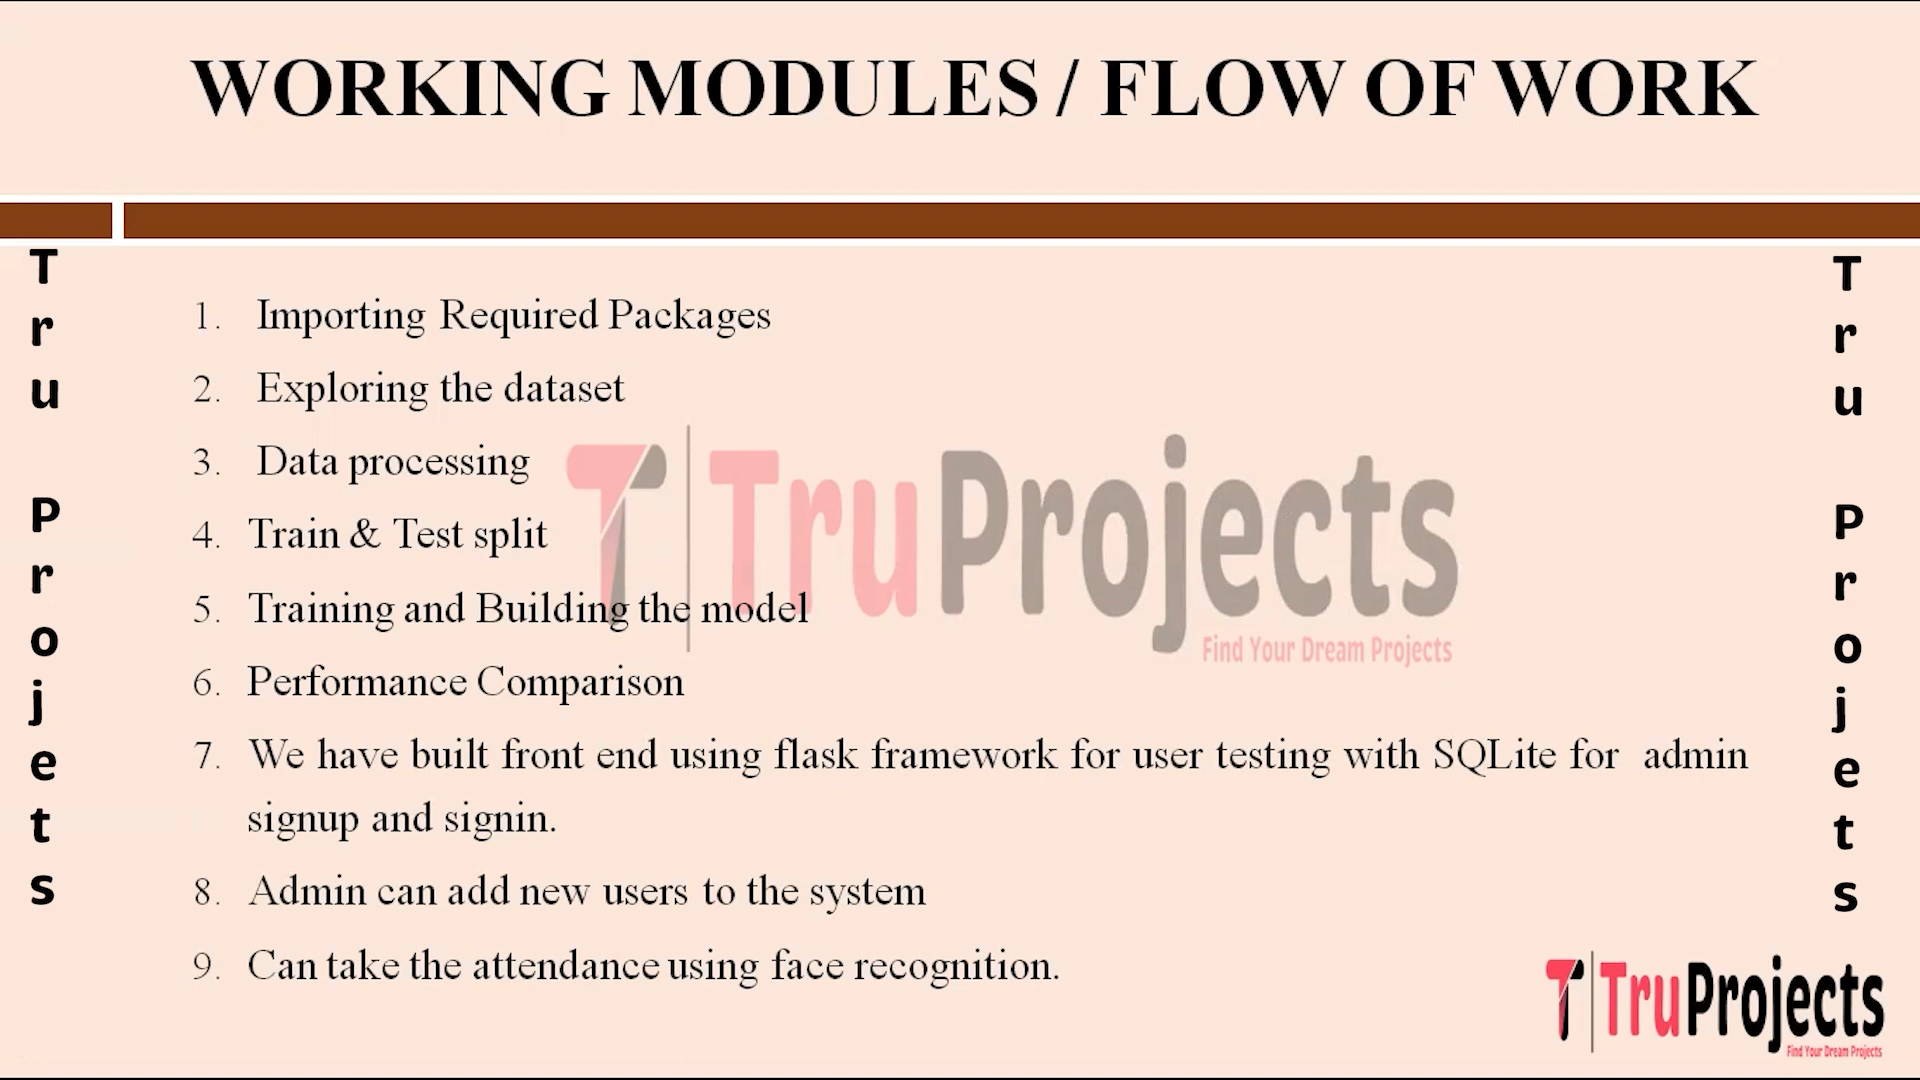 WORKING MODULES / FLOW OF WORK
Tru Projets
1. Importing Required Packages
2. Exploring the dataset
3. Data processing
4. Train & Test split
5. Training and Building the model
6. Performance Comparison
7. We have built front end using flask framework for user testing with SQLite for admin
signup and signin.
8. Admin can add new users to the system
9. Can take the attendance using face recognition.
TruProjects
Find Your Dream Projects
Tru Projets
TruProjects
Find Your Dream Projects